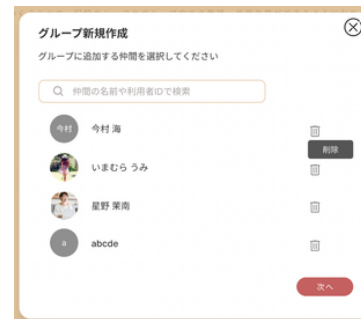 グループ新規作成
グループに追加する仲間を選択してください
仲間の名前や利用者IDで検索
今村 今村 海
削除
いまむら うみ
星野 茉南
a abcde
次へ